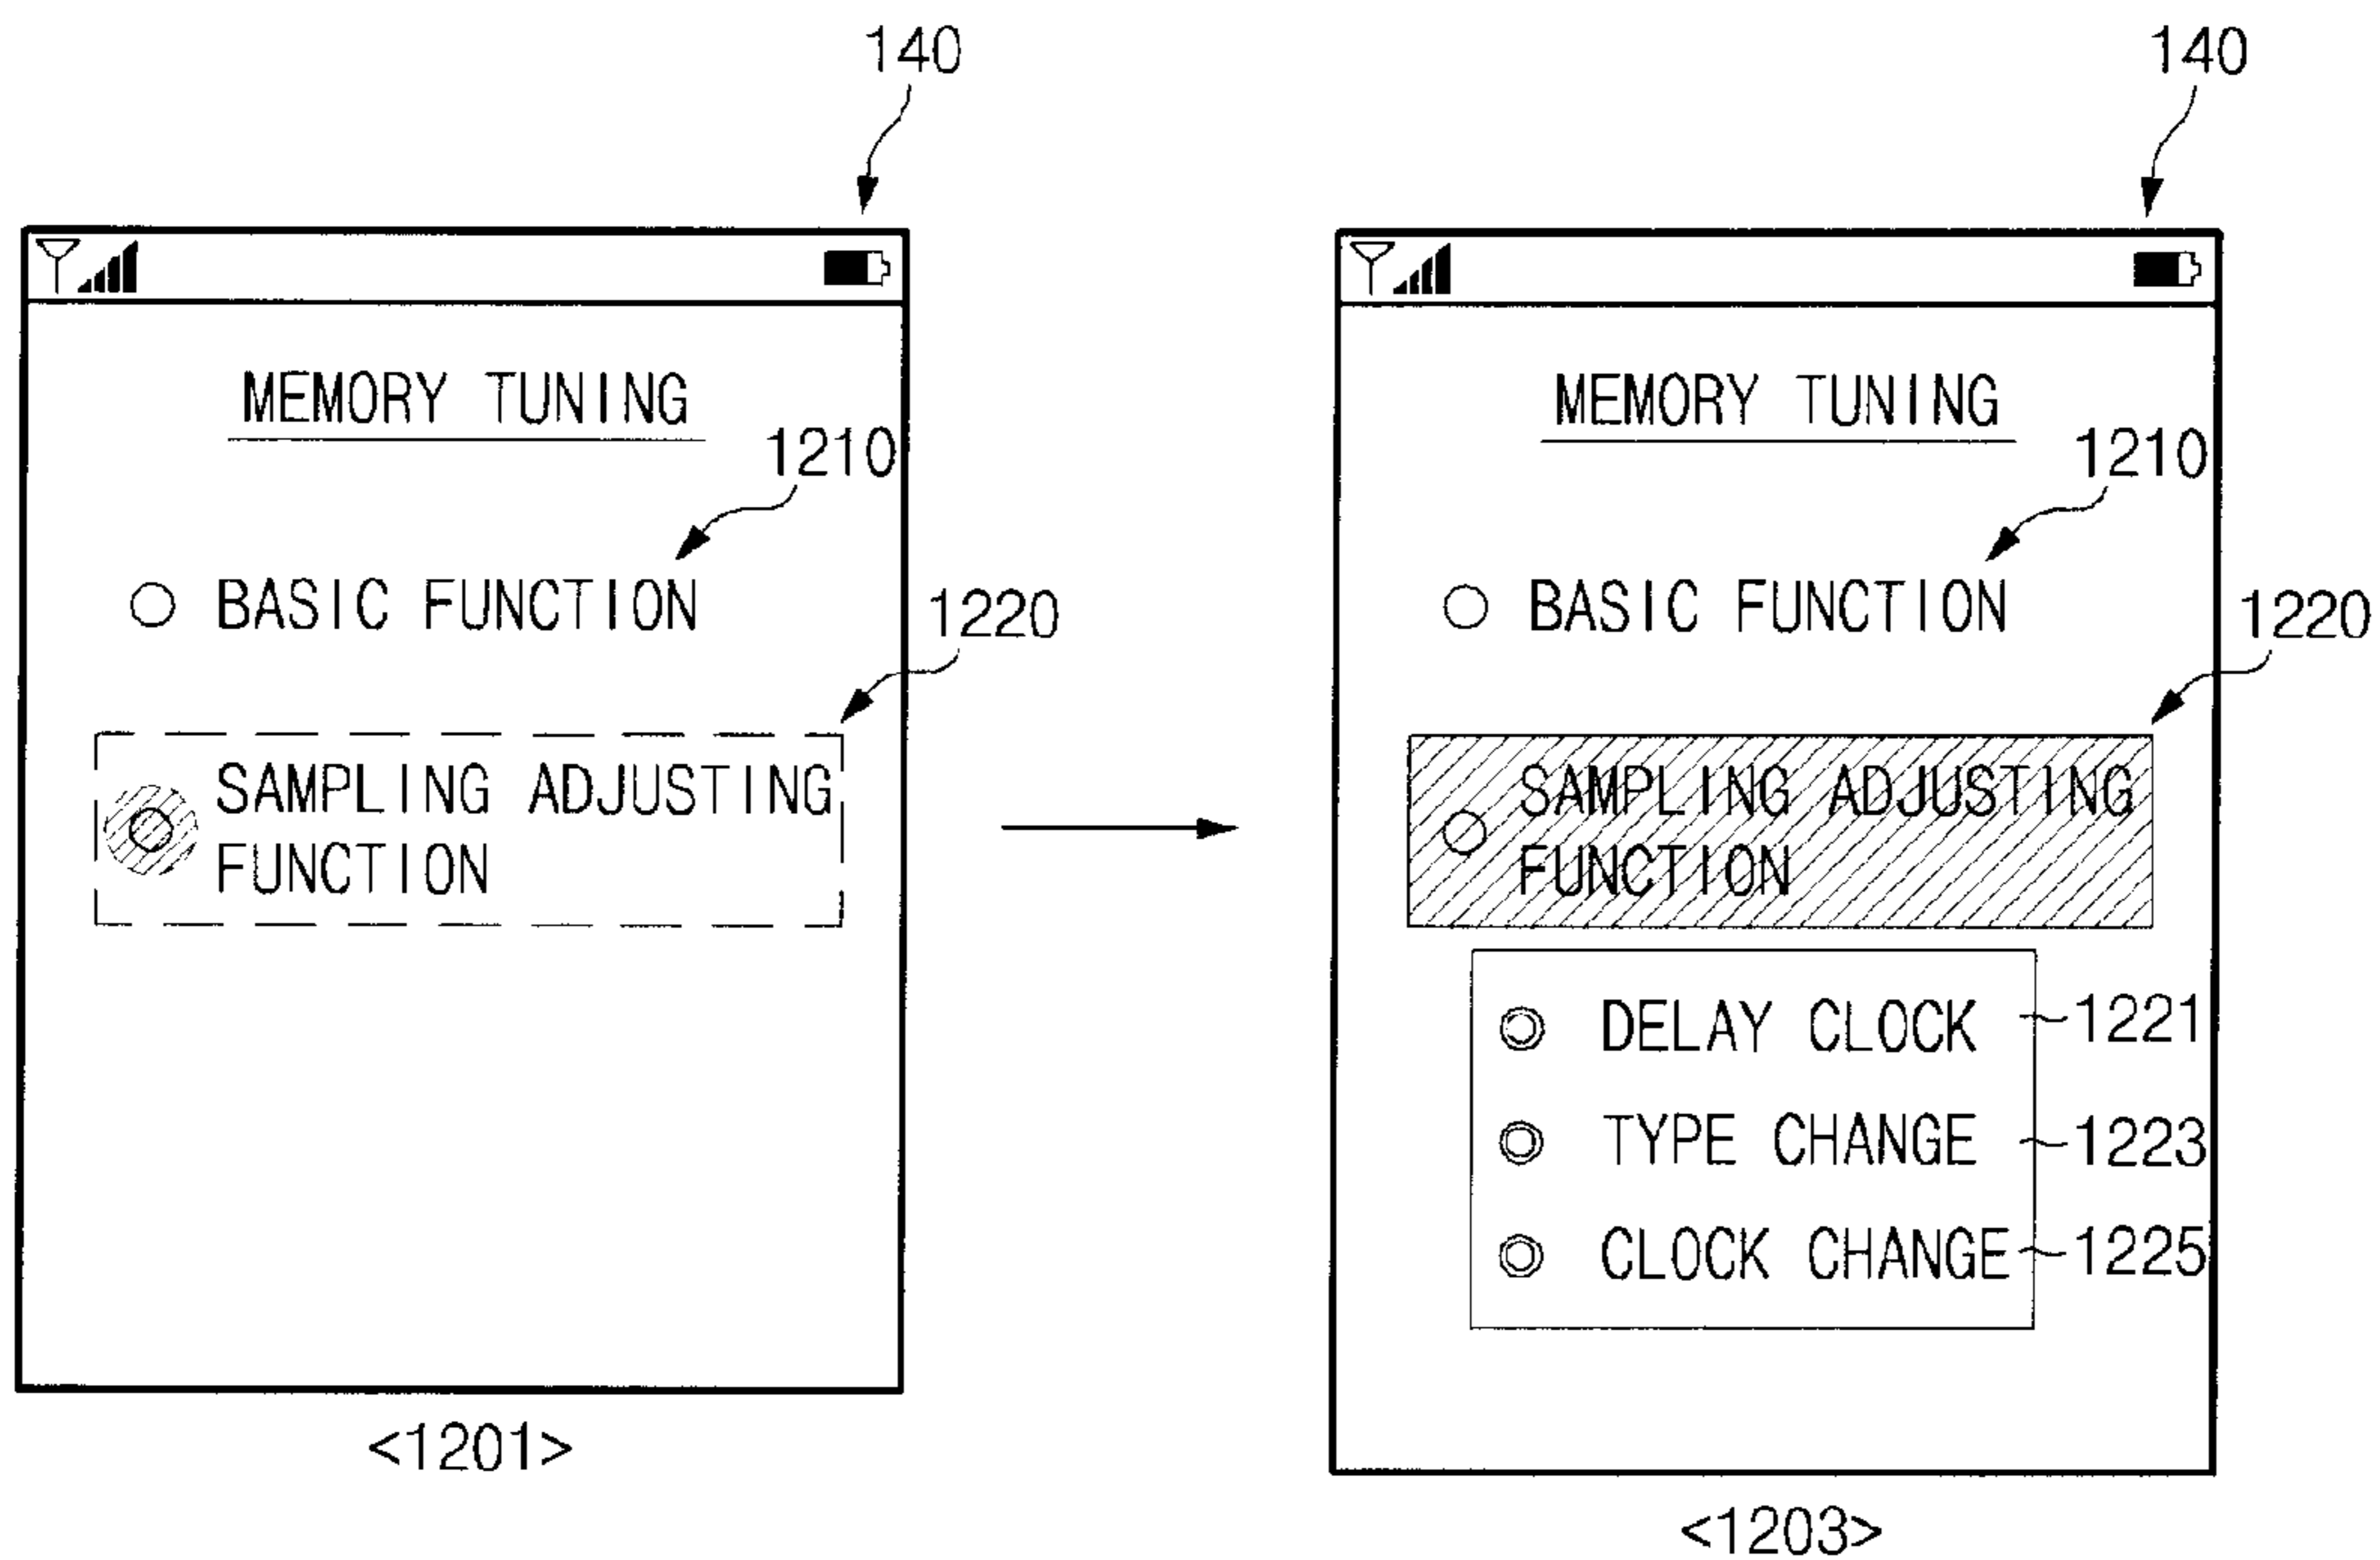 140
MEMORY TUNING
1210
BASIC FUNCTION
1220
SAMPLING ADJUSTING
FUNCTION
<1201>
140
MEMORY TUNING
1210
BASIC FUNCTION
1220
SAMPLING ADJUSTING
FUNCTION
DELAY CLOCK 1221
TYPE CHANGE 1223
CLOCK CHANGE 1225
<1203>